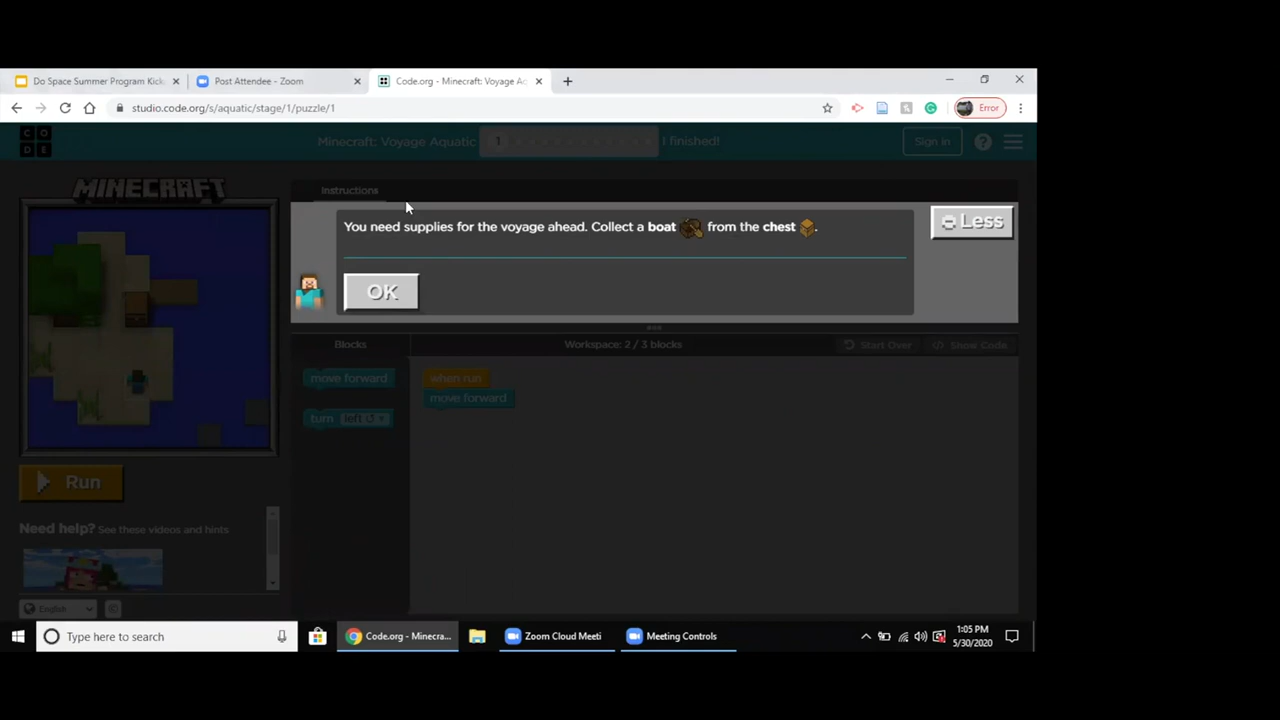 Do Space Summer Program Kick
Post Attendee - Zoom
Code.org - Minecraft: Voyage Aq
studio.code.org/s/aquatic/stage/1/puzzle/1
Error
CODE
Minecraft: Voyage Aquatic
1
I finished!
Sign in
MINECRAFT
Instructions
You need supplies for the voyage ahead. Collect a boat from the chest .
Less
OK
Blocks
Workspace: 2 / 3 blocks
Start Over
Show Code
move forward
when run
move forward
turn left
Run
Need help? See these videos and hints
English
Type here to search
Code.org - Minecra...
Zoom Cloud Meeti
Meeting Controls
1:05 PM
5/30/2020